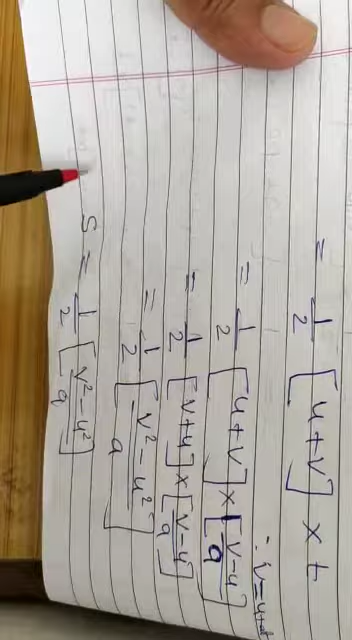 = 1/2 [u+v] × t
∵ v=u+at
= 1/2 [u+v] × [v-u/a]
= 1/2 [v+u] × [v-u/a]
= 1/2 [v²-u²/a]
S = 1/2 [v²-u²/a]